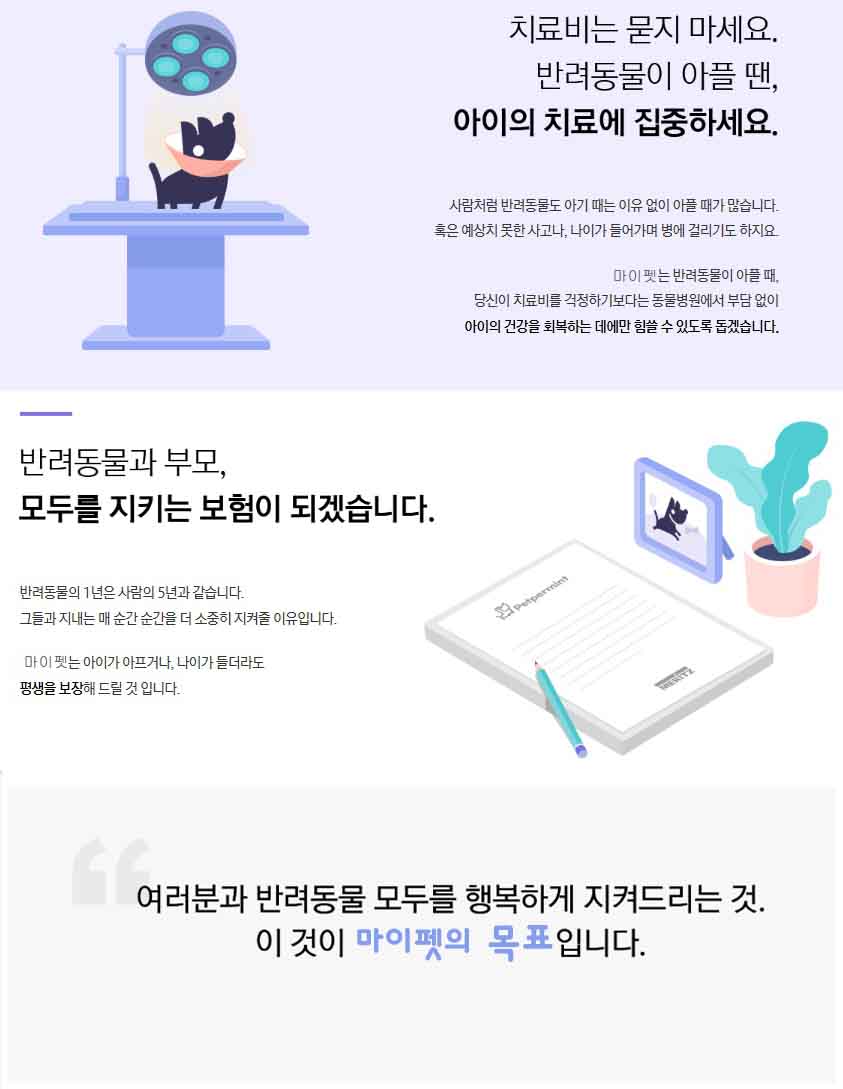 치료비는 묻지 마세요.
반려동물이 아플 땐,
아이의 치료에 집중하세요.
사람처럼 반려동물도 아기 때는 이유 없이 아플 때가 많습니다.
혹은 예상치 못한 사고나, 나이가 들어가며 병에 걸리기도 하지요.
마이펫는 반려동물이 아플 때,
당신이 치료비를 걱정하기보다는 동물병원에서 부담 없이
아이의 건강을 회복하는 데에만 힘쓸 수 있도록 돕겠습니다.
반려동물과 부모,
모두를 지키는 보험이 되겠습니다.
반려동물의 1년은 사람의 5년과 같습니다.
그들과 지내는 매 순간 순간을 더 소중히 지켜줄 이유입니다.
마이펫는 아이가 아프거나, 나이가 들더라도
평생을 보장해 드릴 것 입니다.
Petpermint
MERITZ
여러분과 반려동물 모두를 행복하게 지켜드리는 것.
이 것이 마이펫의 목표입니다.